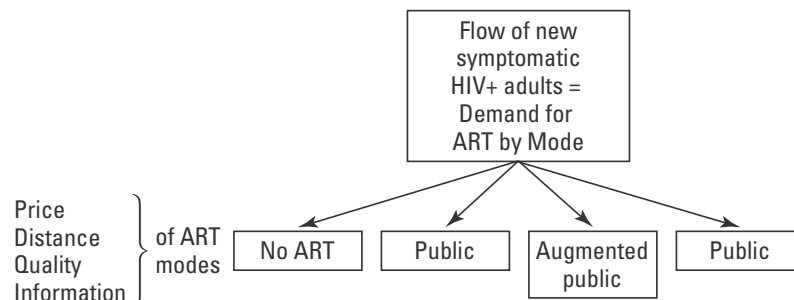 Flow of new
symptomatic
HIV+ adults =
Demand for
ART by Mode
Price
Distance
Quality
Information
of ART
modes
No ART
Public
Augmented
public
Public